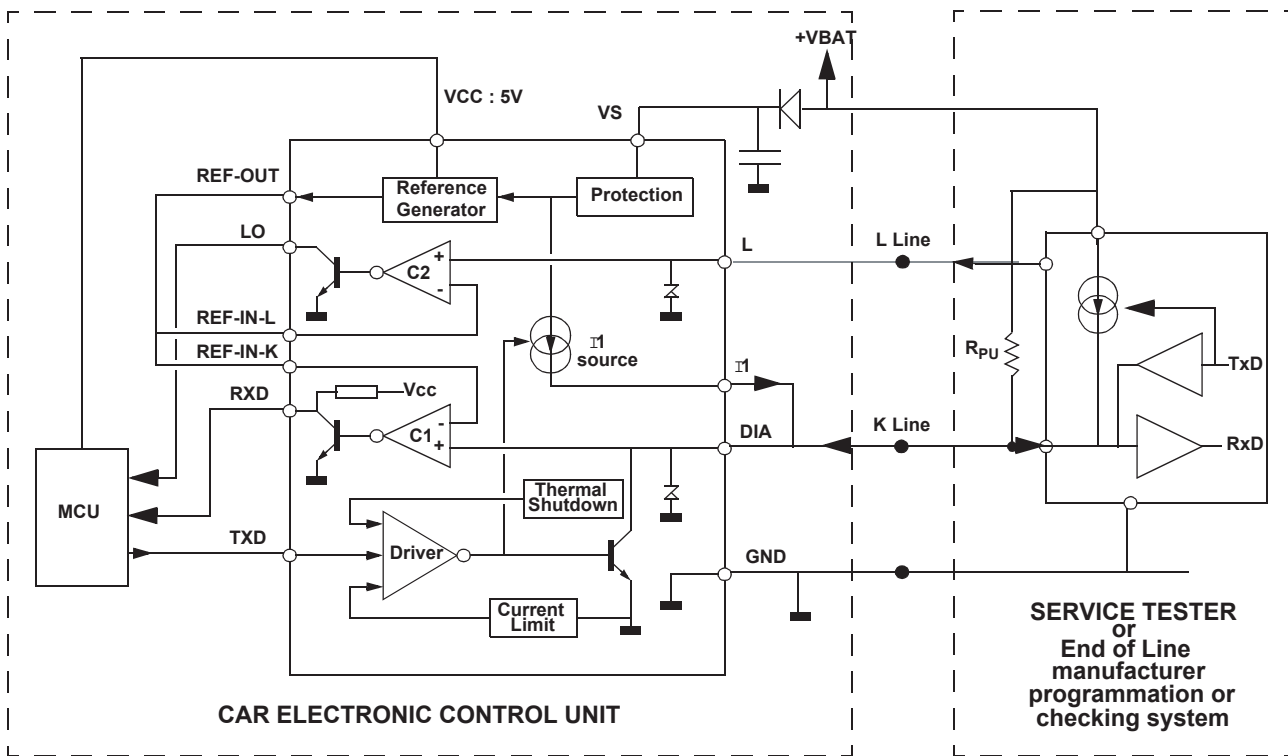 +VBAT
VCC : 5V
VS
REF-OUT
Reference
Generator
Protection
LO
L
L Line
C2
+
-
REF-IN-L
REF-IN-K
I1
source
I1
RPU
TxD
RXD
Vcc
C1
-
+
DIA
K Line
RxD
Thermal
Shutdown
MCU
TXD
Driver
GND
Current
Limit
SERVICE TESTER
or
End of Line
manufacturer
programmation or
checking system
CAR ELECTRONIC CONTROL UNIT